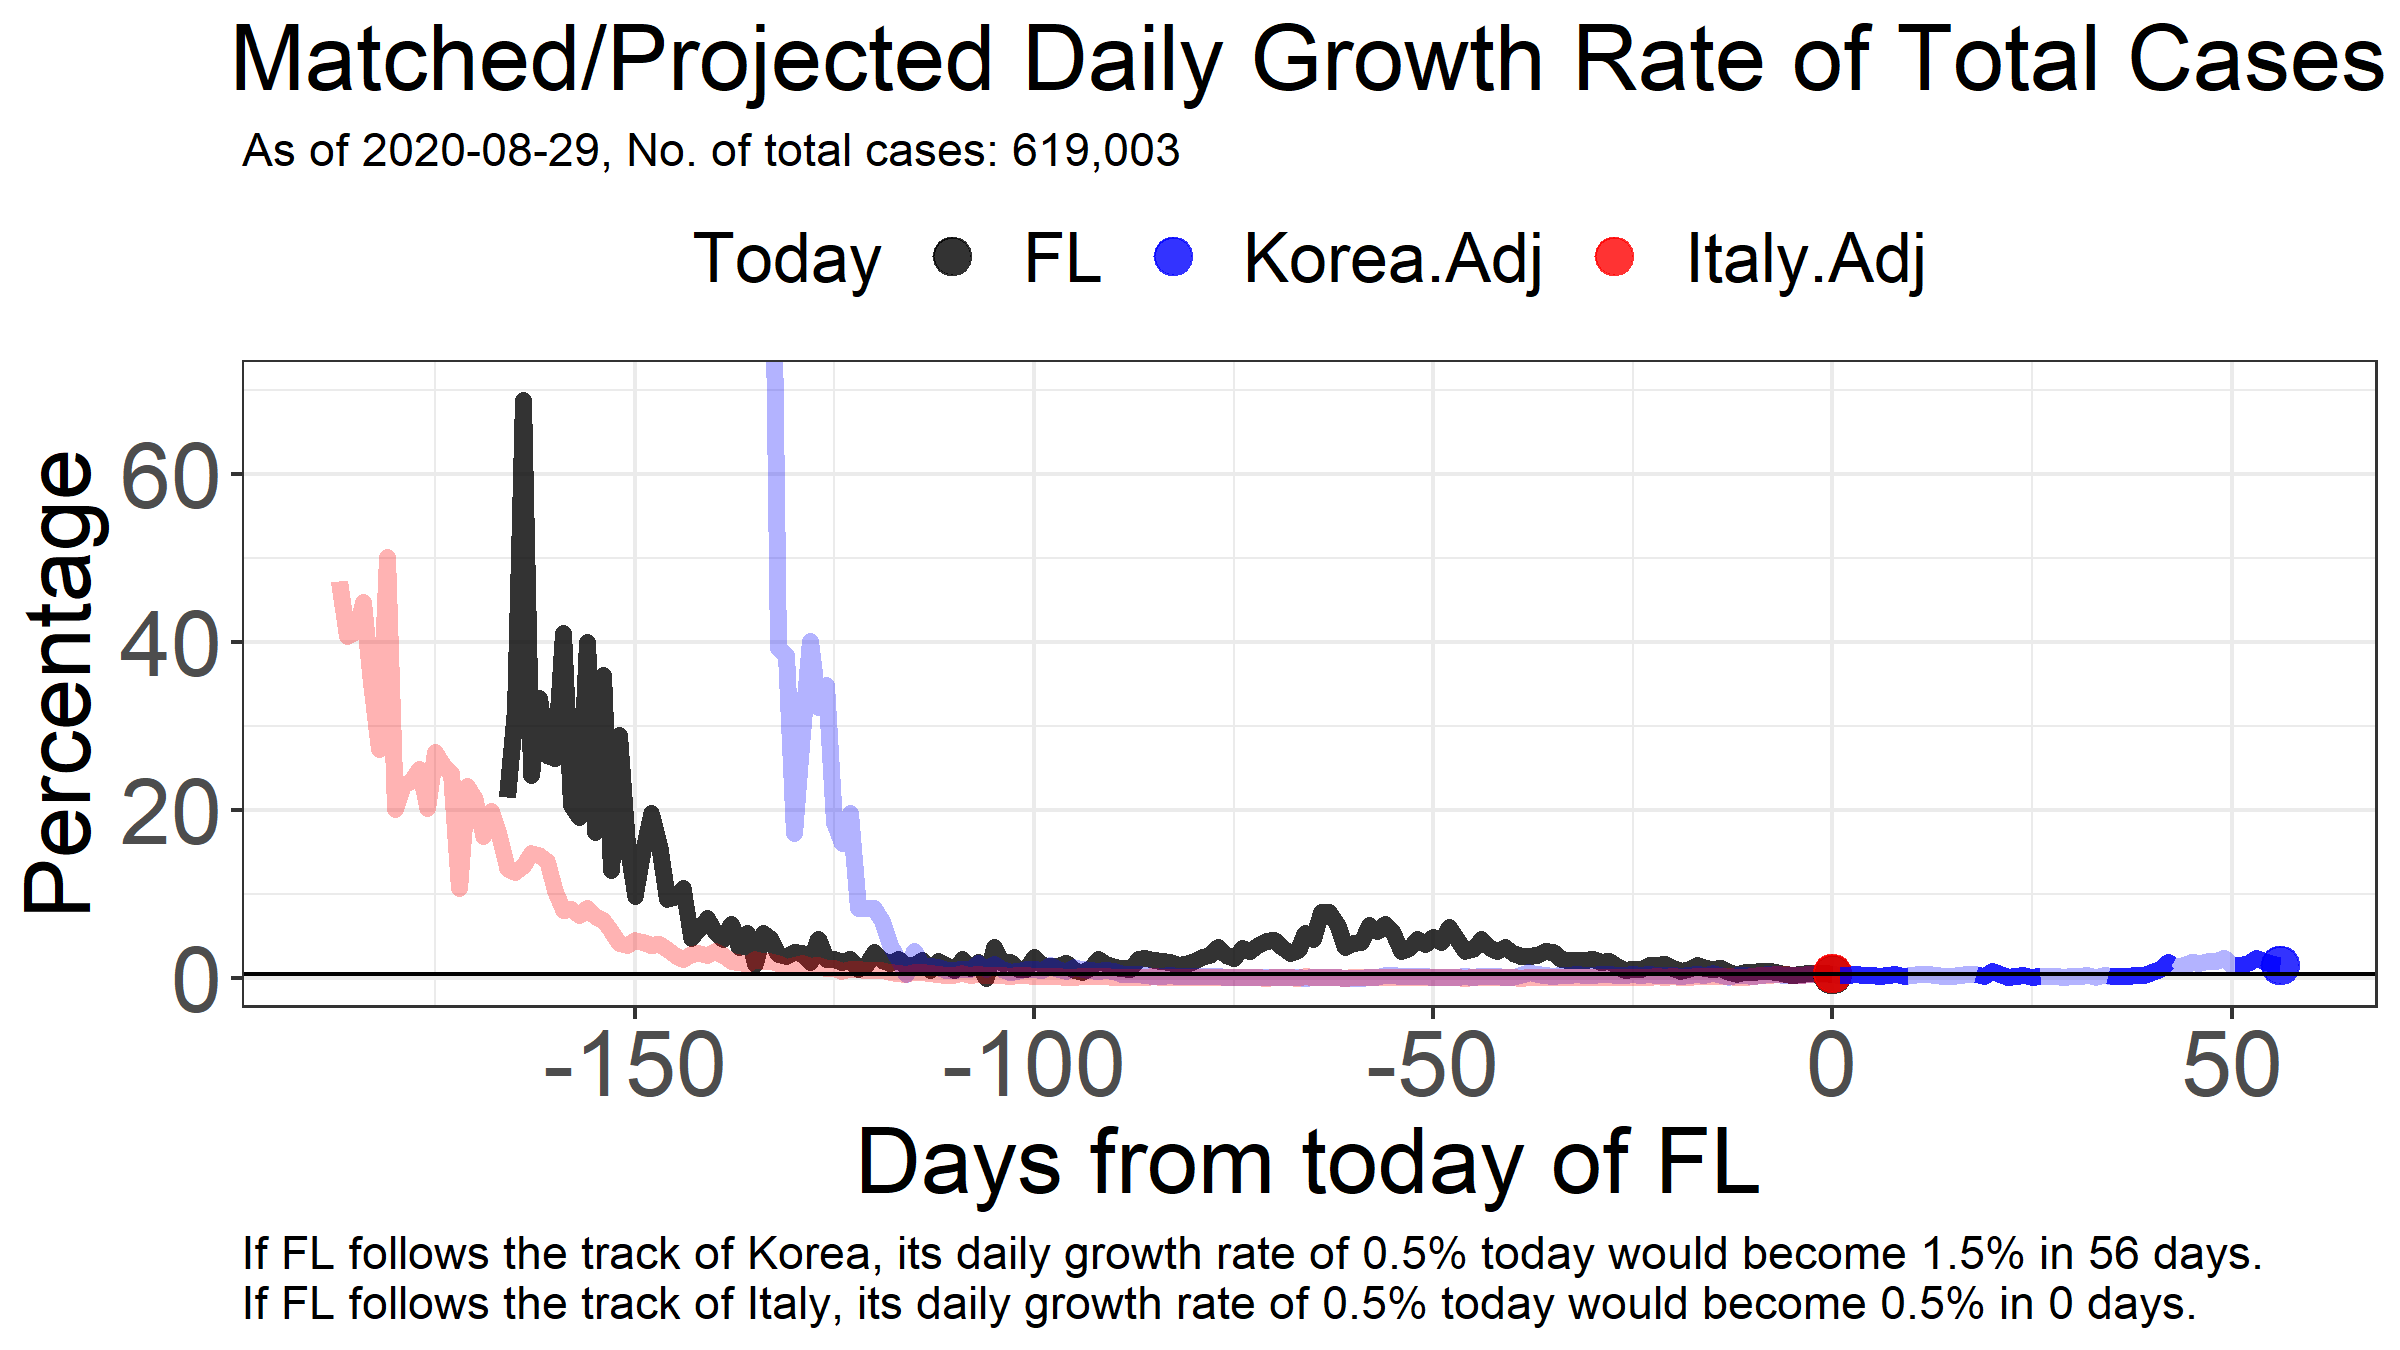 Matched/Projected Daily Growth Rate of Total Cases
As of 2020-08-29, No. of total cases: 619,003
Today FL Korea.Adj Italy.Adj
Percentage
60
40
20
0
-150 -100 -50 0 50
Days from today of FL
If FL follows the track of Korea, its daily growth rate of 0.5% today would become 1.5% in 56 days.
If FL follows the track of Italy, its daily growth rate of 0.5% today would become 0.5% in 0 days.